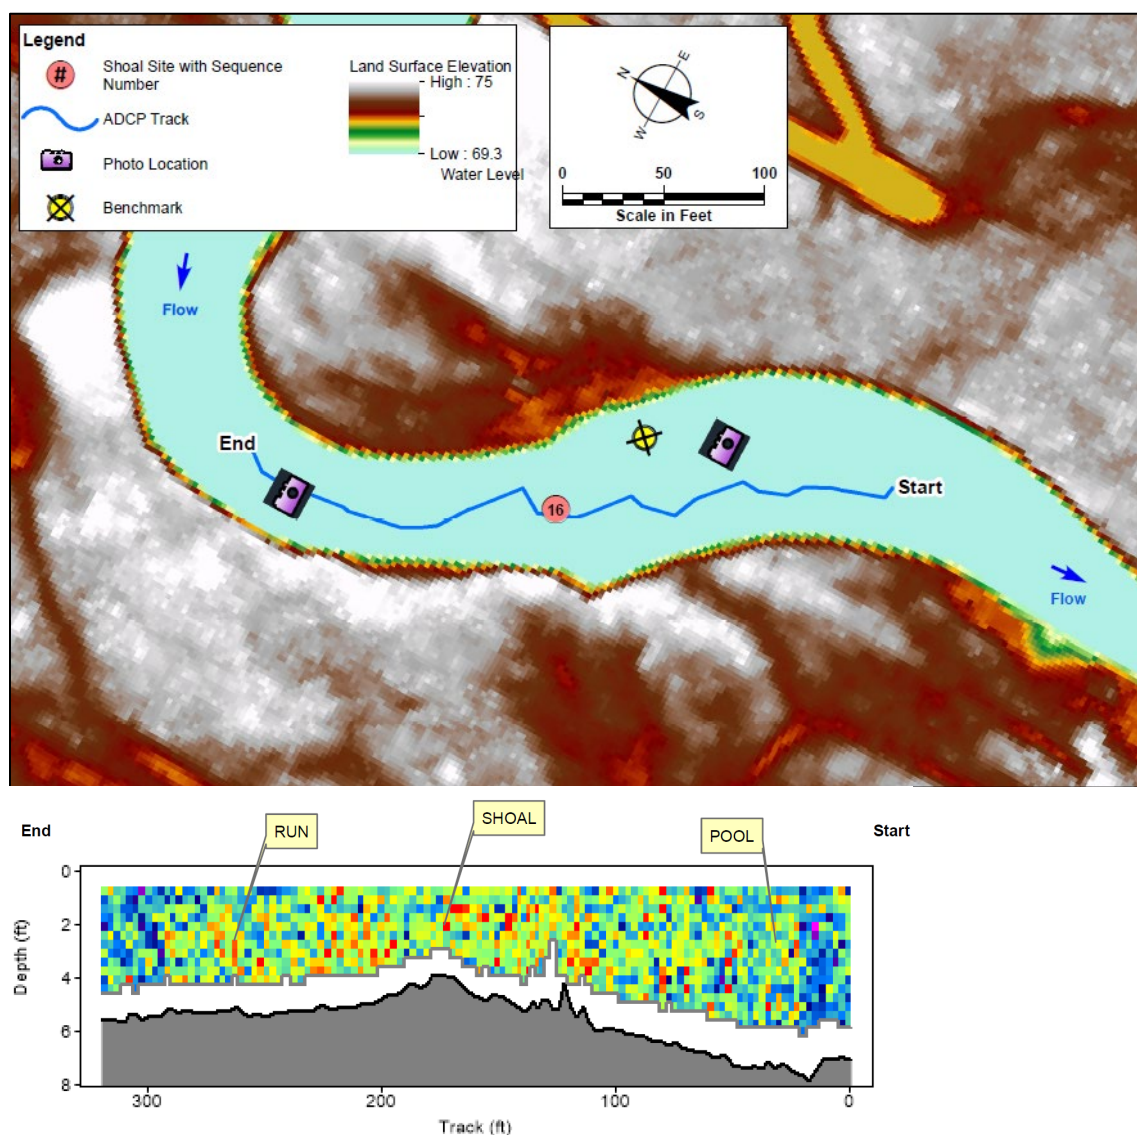 Legend
#
Shoal Site with Sequence
Number
ADCP Track
Photo Location
Benchmark
Land Surface Elevation
High : 75
Low : 69.3
Water Level
N
E
W
S
0 50 100
Scale in Feet
Flow
End
16
Start
Flow
End
RUN
SHOAL
POOL
Start
0
2
4
6
8
Depth (ft)
300 200 100 0
Track (ft)